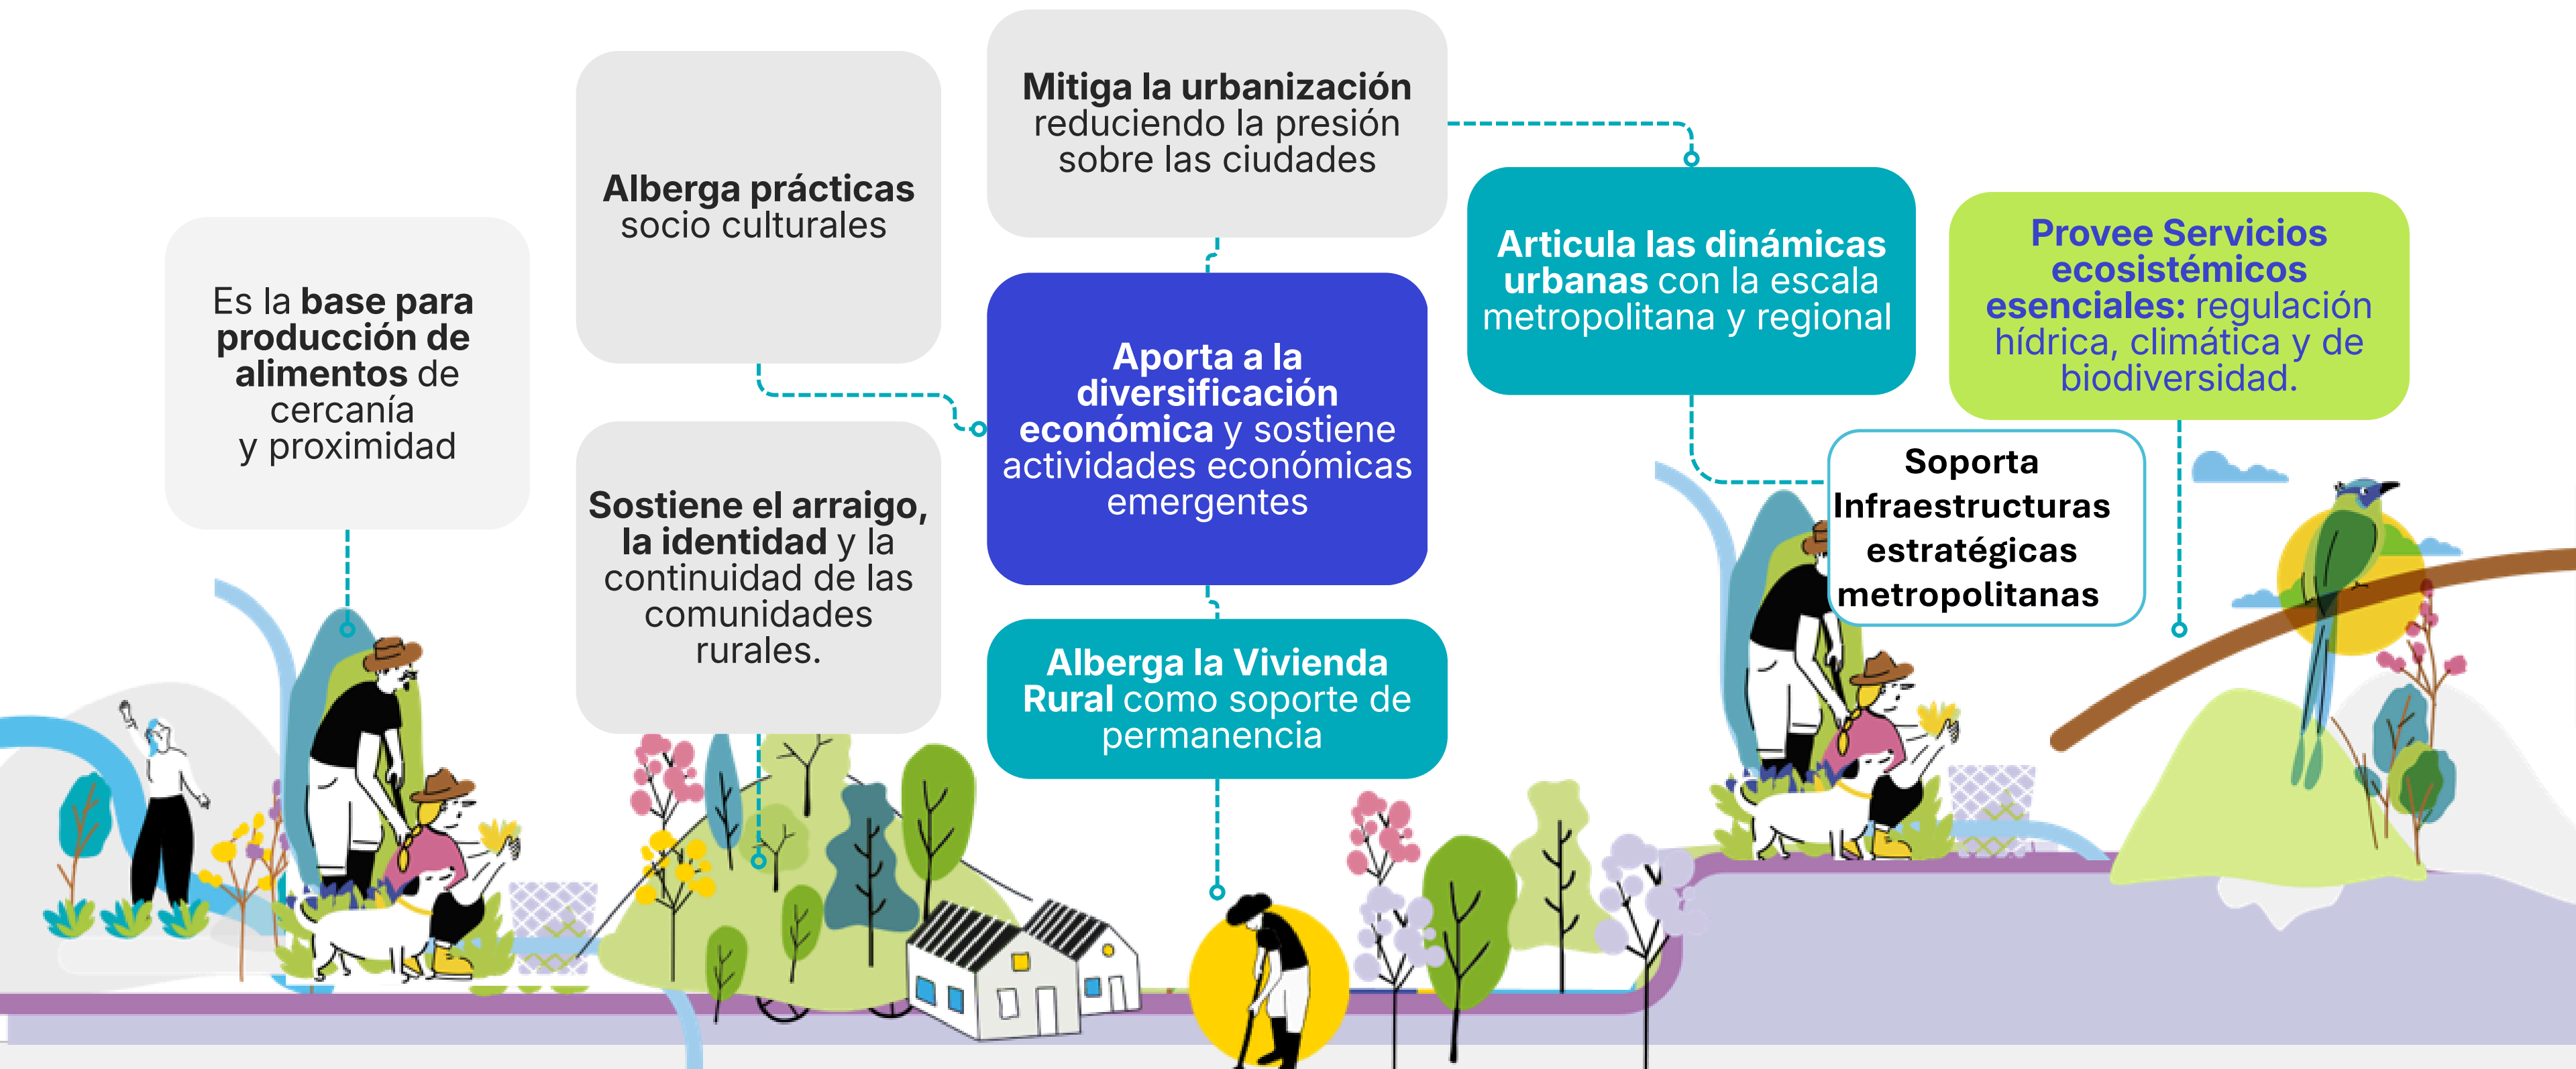 Es la base para
producción de
alimentos de
cercanía
y proximidad
Alberga prácticas
socio culturales
Sostiene el arraigo,
la identidad y la
continuidad de las
comunidades
rurales.
Mitiga la urbanización
reduciendo la presión
sobre las ciudades
Aporta a la
diversificación
económica y sostiene
actividades económicas
emergentes
Alberga la Vivienda
Rural como soporte de
permanencia
Articula las dinámicas
urbanas con la escala
metropolitana y regional
Soporta
Infraestructuras
estratégicas
metropolitanas
Provee Servicios
ecosistémicos
esenciales: regulación
hídrica, climática y de
biodiversidad.